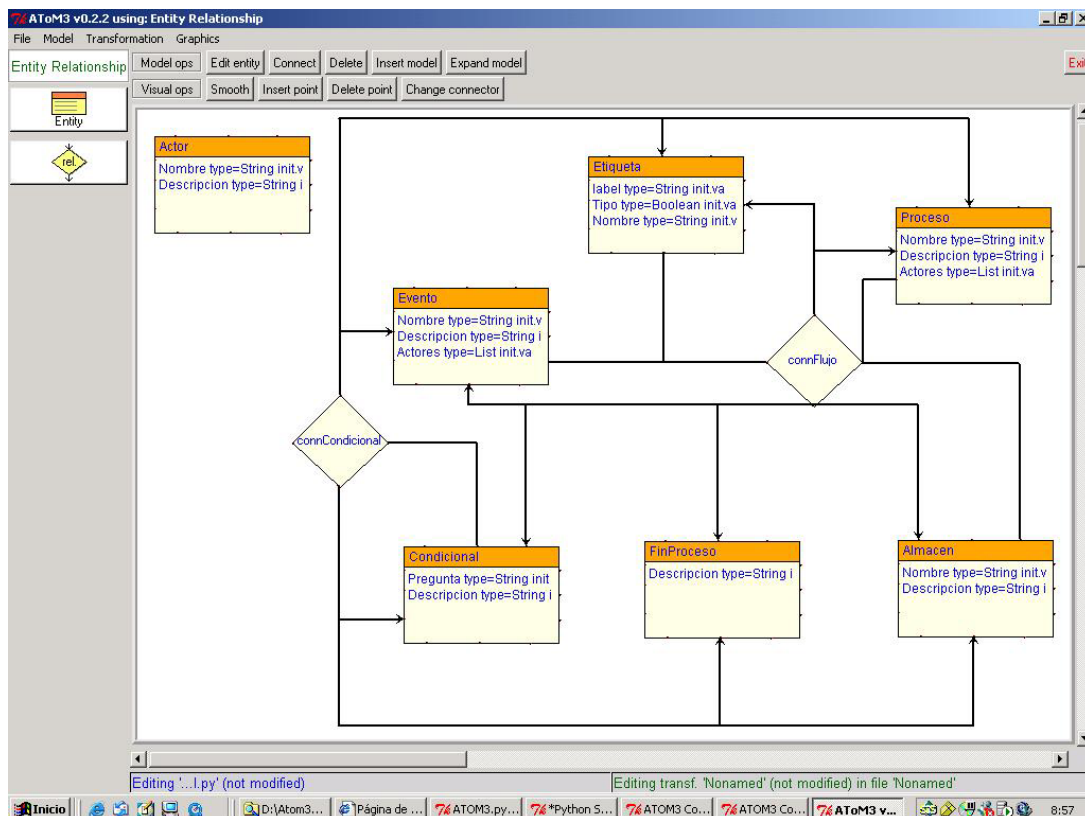 AToM3 v0.2.2 using: Entity Relationship
File Model Transformation Graphics
Entity Relationship
Model ops Edit entity Connect Delete Insert model Expand model
Exi
Visual ops Smooth Insert point Delete point Change connector
Entity
rel.
Actor
Nombre type=String init.v
Descripcion type=String i
Etiqueta
label type=String init.va
Tipo type=Boolean init.va
Nombre type=String init.v
Proceso
Nombre type=String init.v
Descripcion type=String i
Actores type=List init.va
Evento
Nombre type=String init.v
Descripcion type=String i
Actores type=List init.va
connFlujo
connCondicional
Condicional
Pregunta type=String init
Descripcion type=String i
FinProceso
Descripcion type=String i
Almacen
Nombre type=String init.v
Descripcion type=String i
Editing '...l.py' (not modified)
Editing transf. 'Nonamed' (not modified) in file 'Nonamed'
Inicio
D:\Atom3...
Página de ...
ATOM3.py...
*Python S...
ATOM3 Co...
ATOM3 Co...
AToM3 v...
8:57